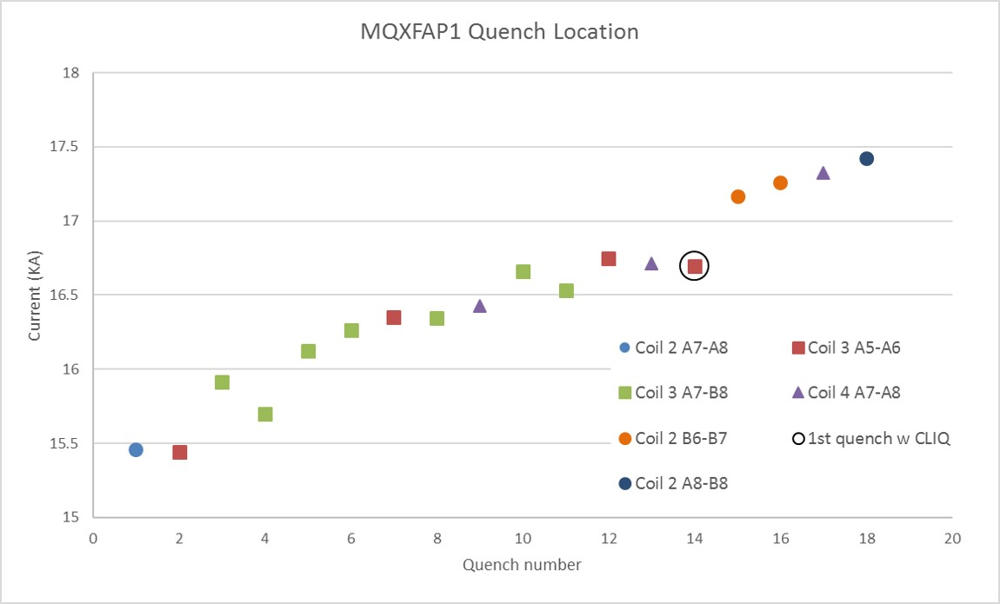 MQXFAP1 Quench Location
18
17.5
17
16.5
16
15.5
15
Current (KA)
0 2 4 6 8 10 12 14 16 18 20
Quench number
Coil 2 A7-A8 Coil 3 A5-A6
Coil 3 A7-B8 Coil 4 A7-A8
Coil 2 B6-B7 1st quench w CLIQ
Coil 2 A8-B8